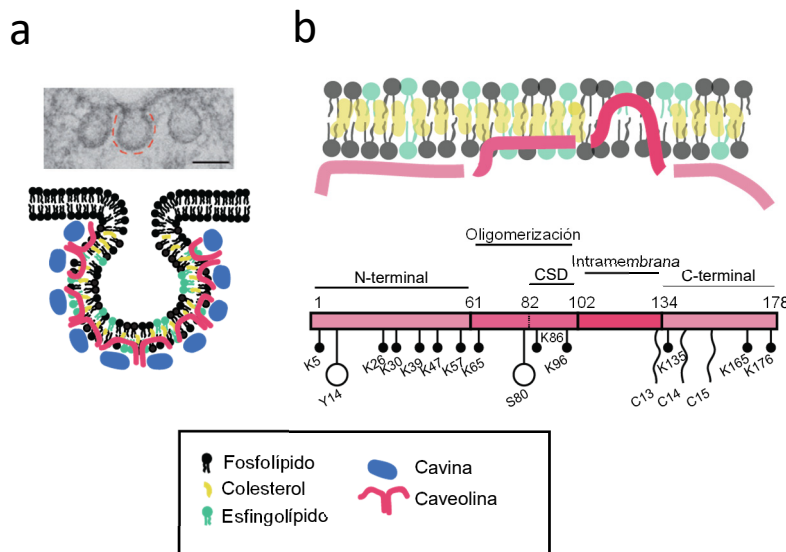 a
b
Oligomerización
CSD
Intramembrana
N-terminal
C-terminal
1
61
82
102
134
178
K5
Y14
K26
K30
K39
K47
K57
K65
S80
K86
K96
C13
K135
C14
C15
K165
K176
Fosfolípido
Colesterol
Esfingolípido
Cavina
Caveolina